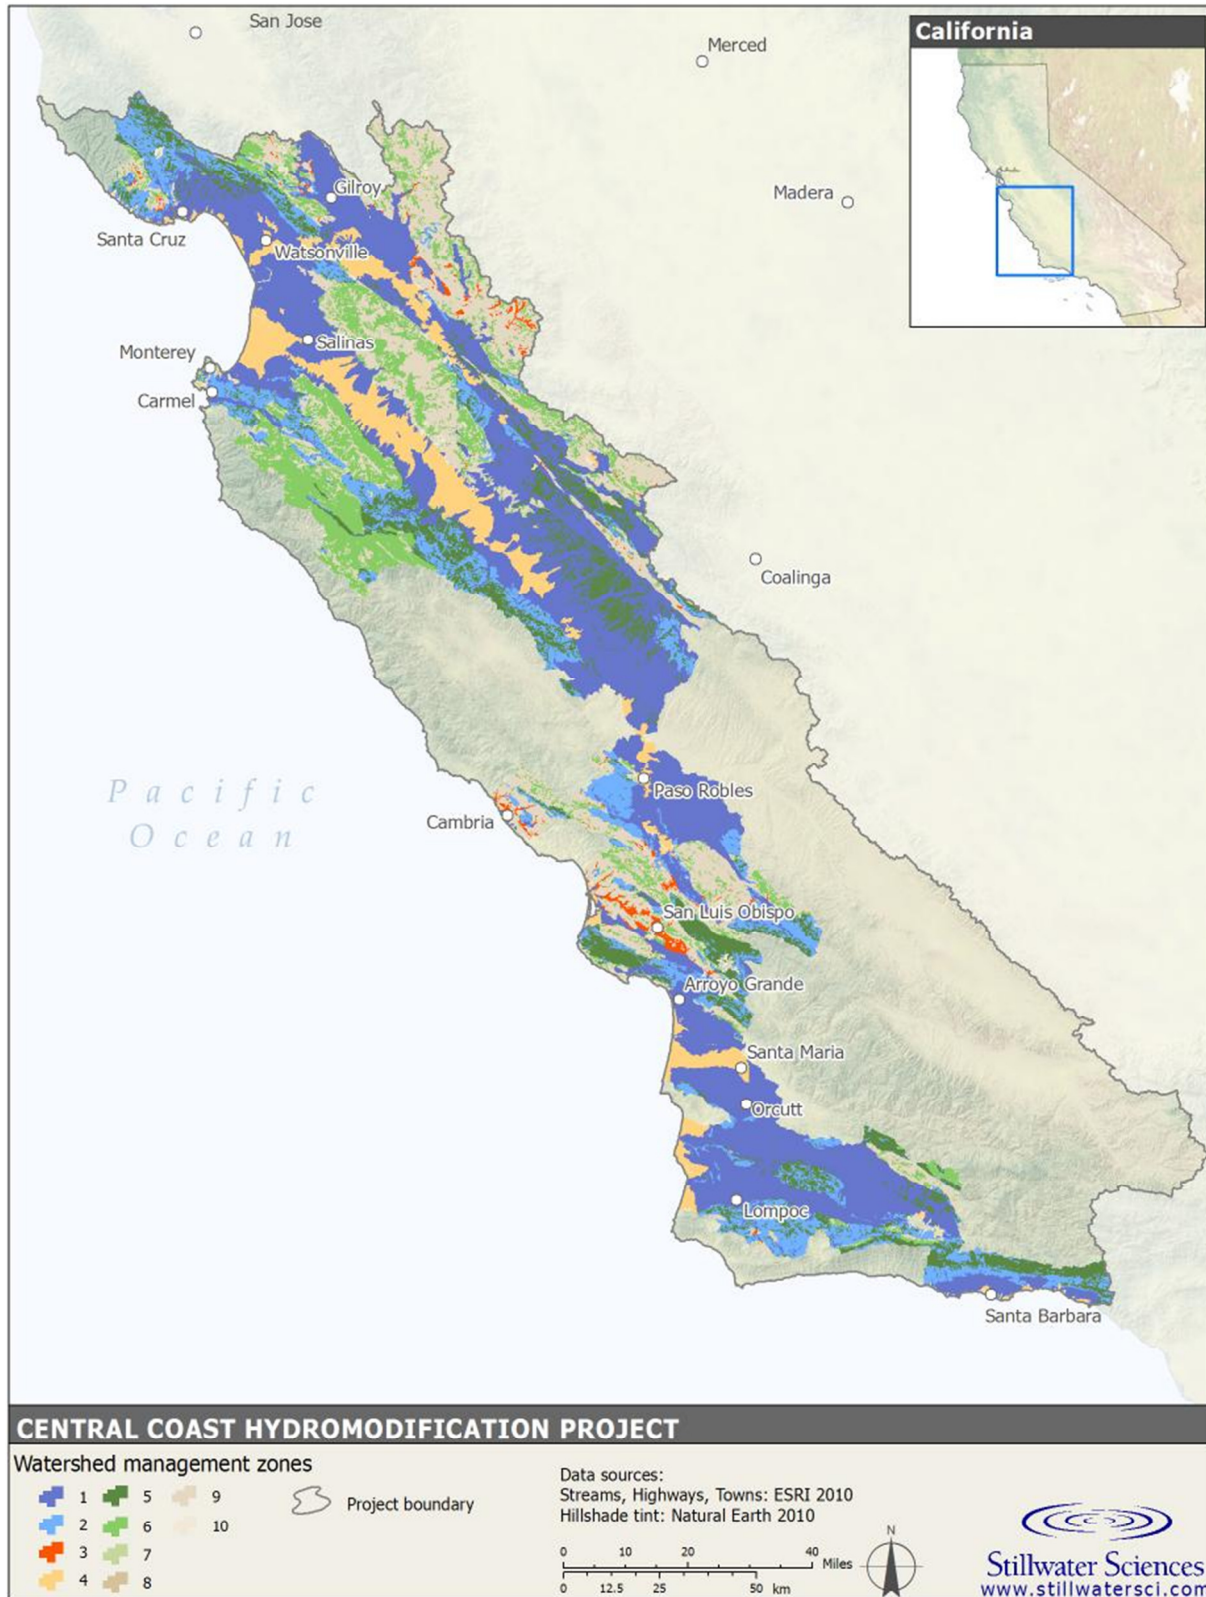 San Jose
Merced
California
Gilroy
Madera
Santa Cruz
Watsonville
Salinas
Monterey
Carmel
Coalinga
Pacific
Ocean
Paso Robles
Cambria
San Luis Obispo
Arroyo Grande
Santa Maria
Orcutt
Lompoc
Santa Barbara
CENTRAL COAST HYDROMODIFICATION PROJECT
Watershed management zones
1 5 9
2 6 10
3 7
4 8
Project boundary
Data sources:
Streams, Highways, Towns: ESRI 2010
Hillshade tint: Natural Earth 2010
N
0 10 20 40 Miles
0 12.5 25 50 km
Stillwater Sciences
www.stillwatersci.com